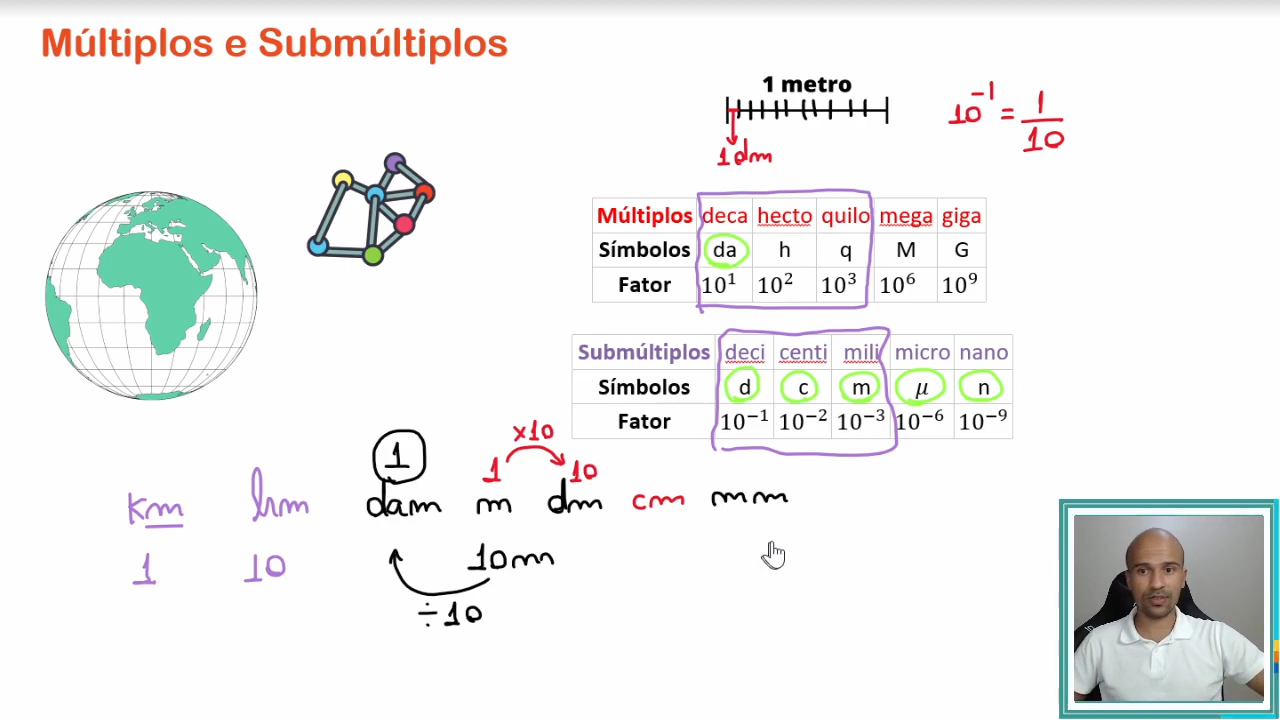 Múltiplos e Submúltiplos
1 metro
10⁻¹ = 1/10
1dm
Múltiplos deca hecto quilo mega giga
Símbolos da h q M G
Fator 10¹ 10² 10³ 10⁶ 10⁹
Submúltiplos deci centi mili micro nano
Símbolos d c m μ n
Fator 10⁻¹ 10⁻² 10⁻³ 10⁻⁶ 10⁻⁹
x10
1 1 10
km hm dam m dm cm mm
1 10 10m
÷10